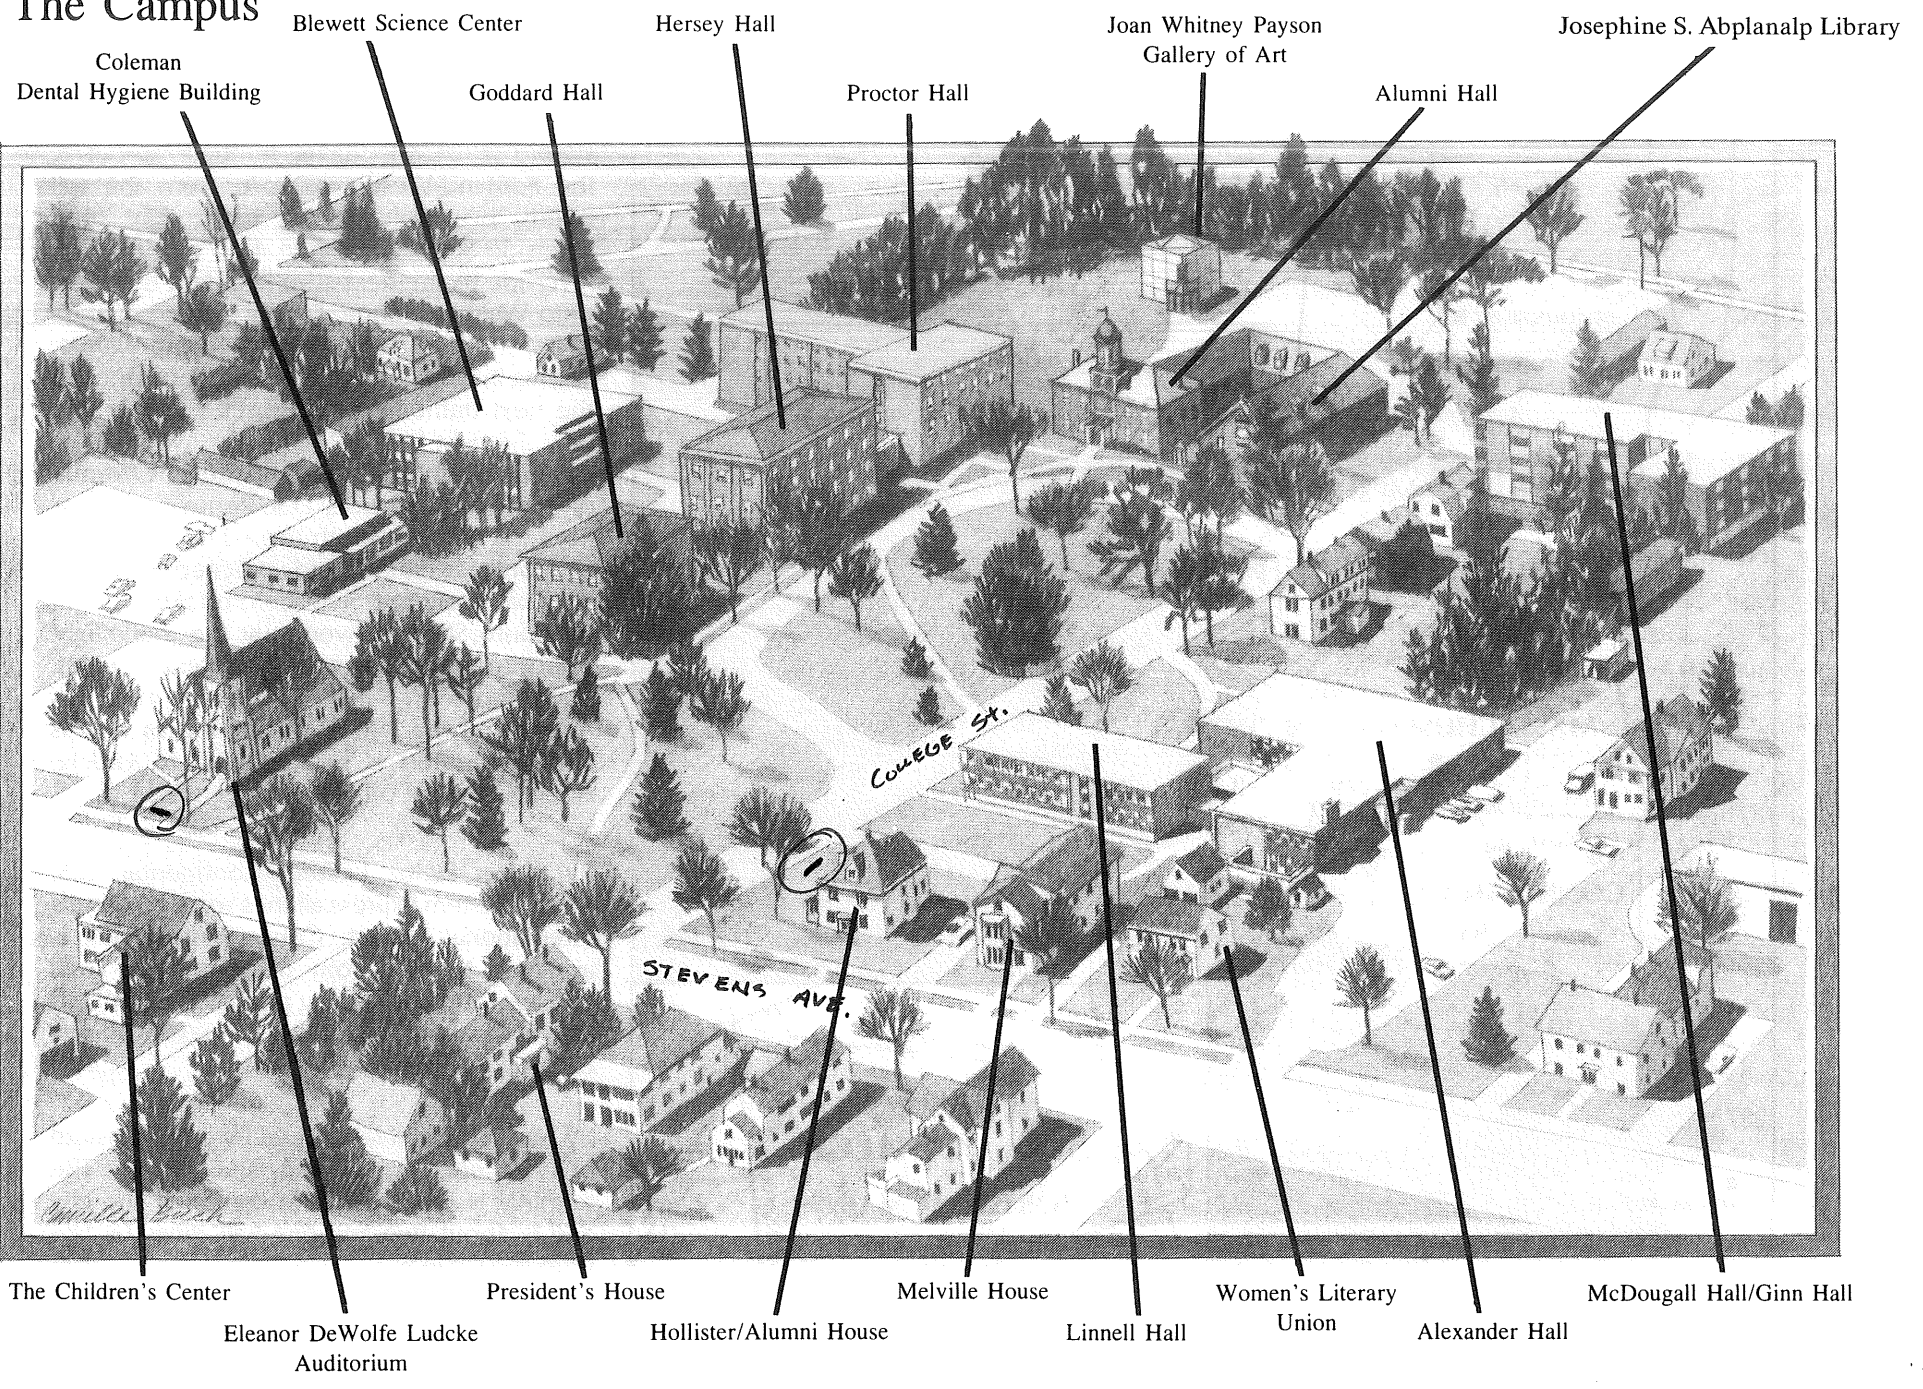 The Campus
Blewett Science Center
Hersey Hall
Joan Whitney Payson
Gallery of Art
Josephine S. Abplanalp Library
Coleman
Dental Hygiene Building
Goddard Hall
Proctor Hall
Alumni Hall
COLLEGE St.
STEVENS AVE.
The Children's Center
President's House
Melville House
Women's Literary
Union
McDougall Hall/Ginn Hall
Eleanor DeWolfe Ludcke
Auditorium
Hollister/Alumni House
Linnell Hall
Alexander Hall